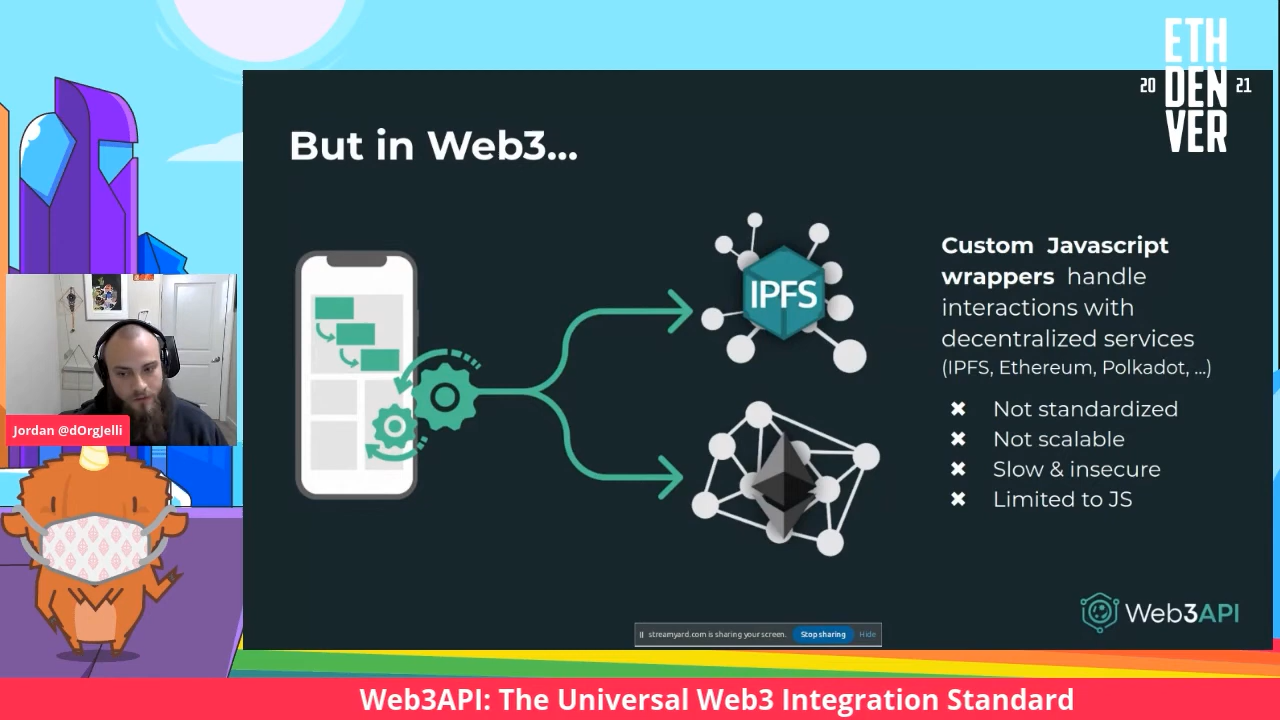 ETH
20 DEN 21
VER
But in Web3...
IPFS
Custom Javascript
wrappers handle
interactions with
decentralized services
(IPFS, Ethereum, Polkadot, ...)
✖ Not standardized
✖ Not scalable
✖ Slow & insecure
✖ Limited to JS
Jordan @dOrgJelli
Web3API
streamyard.com is sharing your screen. Stop sharing Hide
Web3API: The Universal Web3 Integration Standard